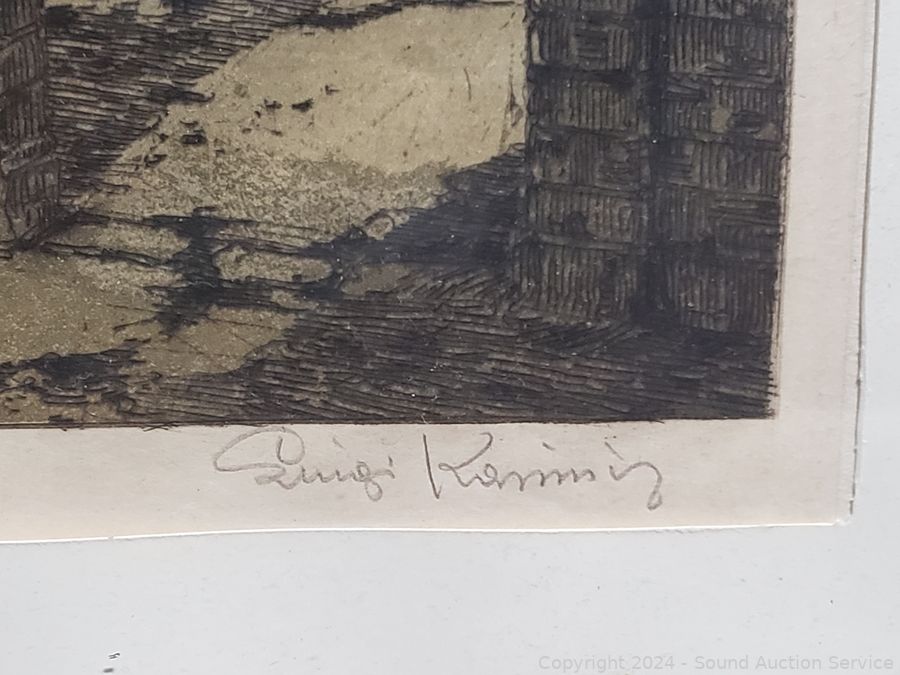 Luigi Kasimir
Copyright 2024 - Sound Auction Service